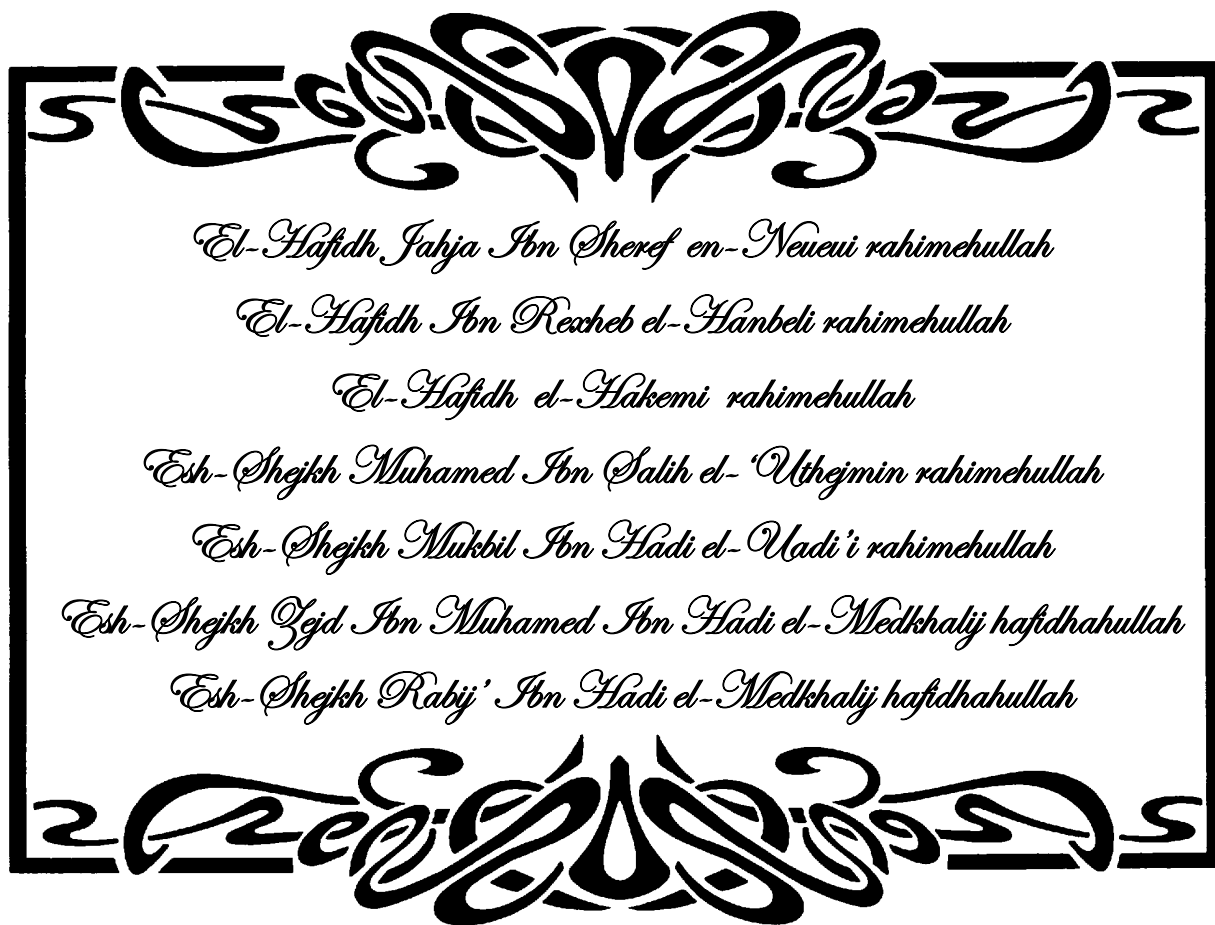 El-Hafidh Jahja Ibn Sheref en-Neueui rahimehullah
El-Hafidh Ibn Rexheb el-Hanbeli rahimehullah
El-Hafidh el-Hakemi rahimehullah
Esh-Shejkh Muhamed Ibn Salih el-‘Uthejmin rahimehullah
Esh-Shejkh Mukbil Ibn Hadi el-Uadi’i rahimehullah
Esh-Shejkh Zejd Ibn Muhamed Ibn Hadi el-Medkhalij hafidhahullah
Esh-Shejkh Rabij’ Ibn Hadi el-Medkhalij hafidhahullah